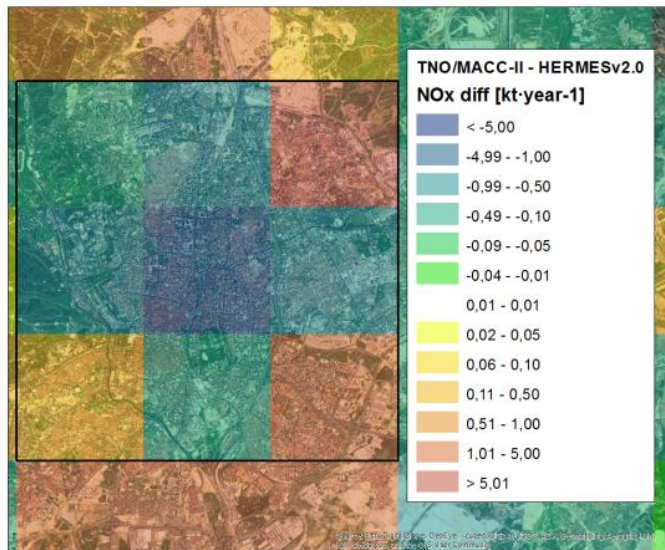 TNO/MACC-II - HERMESv2.0
NOx diff [kt·year-1]
< -5,00
-4,99 - -1,00
-0,99 - -0,50
-0,49 - -0,10
-0,09 - -0,05
-0,04 - -0,01
0,01 - 0,01
0,02 - 0,05
0,06 - 0,10
0,11 - 0,50
0,51 - 1,00
1,01 - 5,00
> 5,01